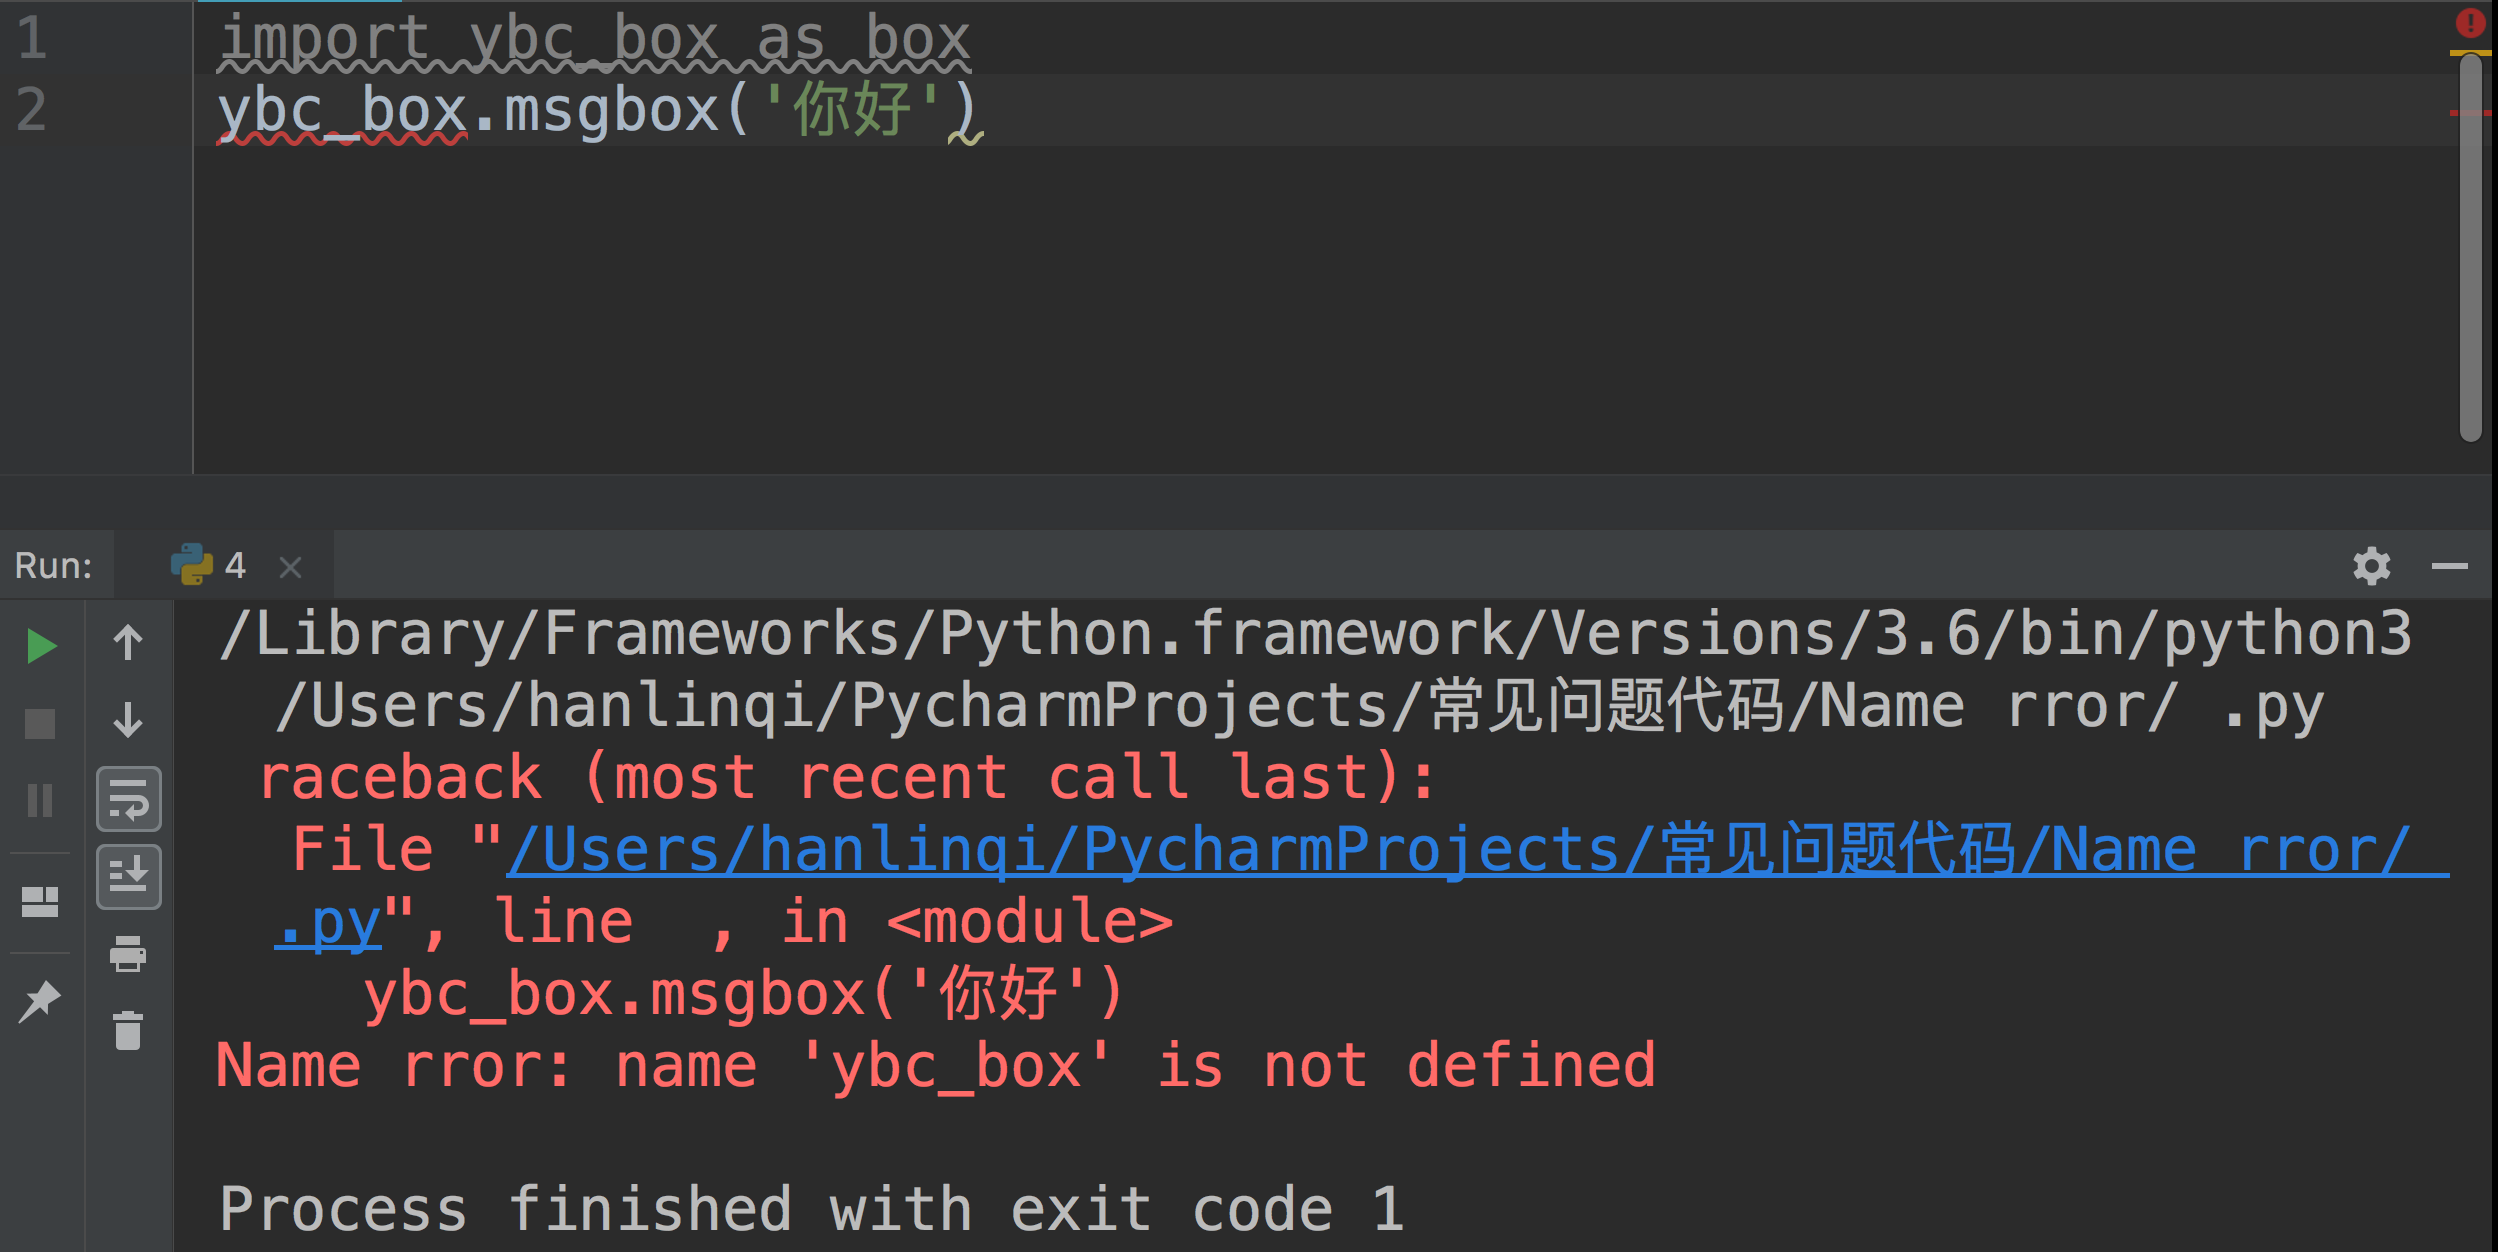 1 import ybc_box as box
2 ybc_box.msgbox('你好')
Run: 4
/Library/Frameworks/Python.framework/Versions/3.6/bin/python3
/Users/hanlinqi/PycharmProjects/常见问题代码/Name rror/ .py
raceback (most recent call last):
File "/Users/hanlinqi/PycharmProjects/常见问题代码/Name rror/
.py", line , in <module>
ybc_box.msgbox('你好')
Name rror: name 'ybc_box' is not defined
Process finished with exit code 1